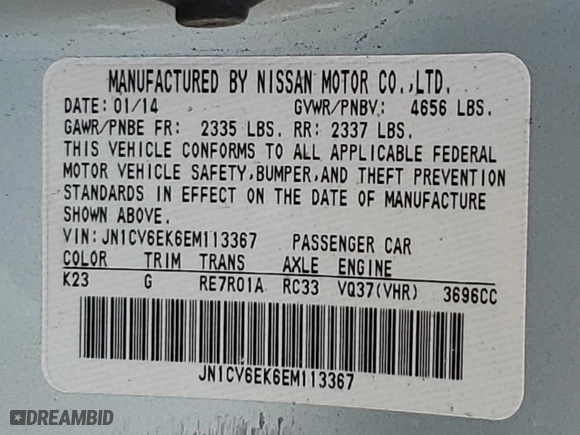 MANUFACTURED BY NISSAN MOTOR CO.,LTD.
DATE: 01/14 GVWR/PNBV: 4656 LBS.
GAWR/PNBE FR: 2335 LBS. RR: 2337 LBS.
THIS VEHICLE CONFORMS TO ALL APPLICABLE FEDERAL
MOTOR VEHICLE SAFETY,BUMPER,AND THEFT PREVENTION
STANDARDS IN EFFECT ON THE DATE OF MANUFACTURE
SHOWN ABOVE.
VIN:JN1CV6EK6EM113367 PASSENGER CAR
COLOR TRIM TRANS AXLE ENGINE
K23 G RE7R01A RC33 VQ37(VHR) 3696CC
JN1CV6EK6EM113367
DREAMBID